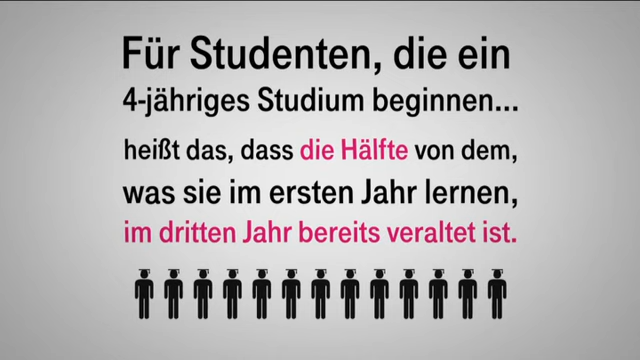 Für Studenten, die ein
4-jähriges Studium beginnen...
heißt das, dass die Hälfte von dem,
was sie im ersten Jahr lernen,
im dritten Jahr bereits veraltet ist.